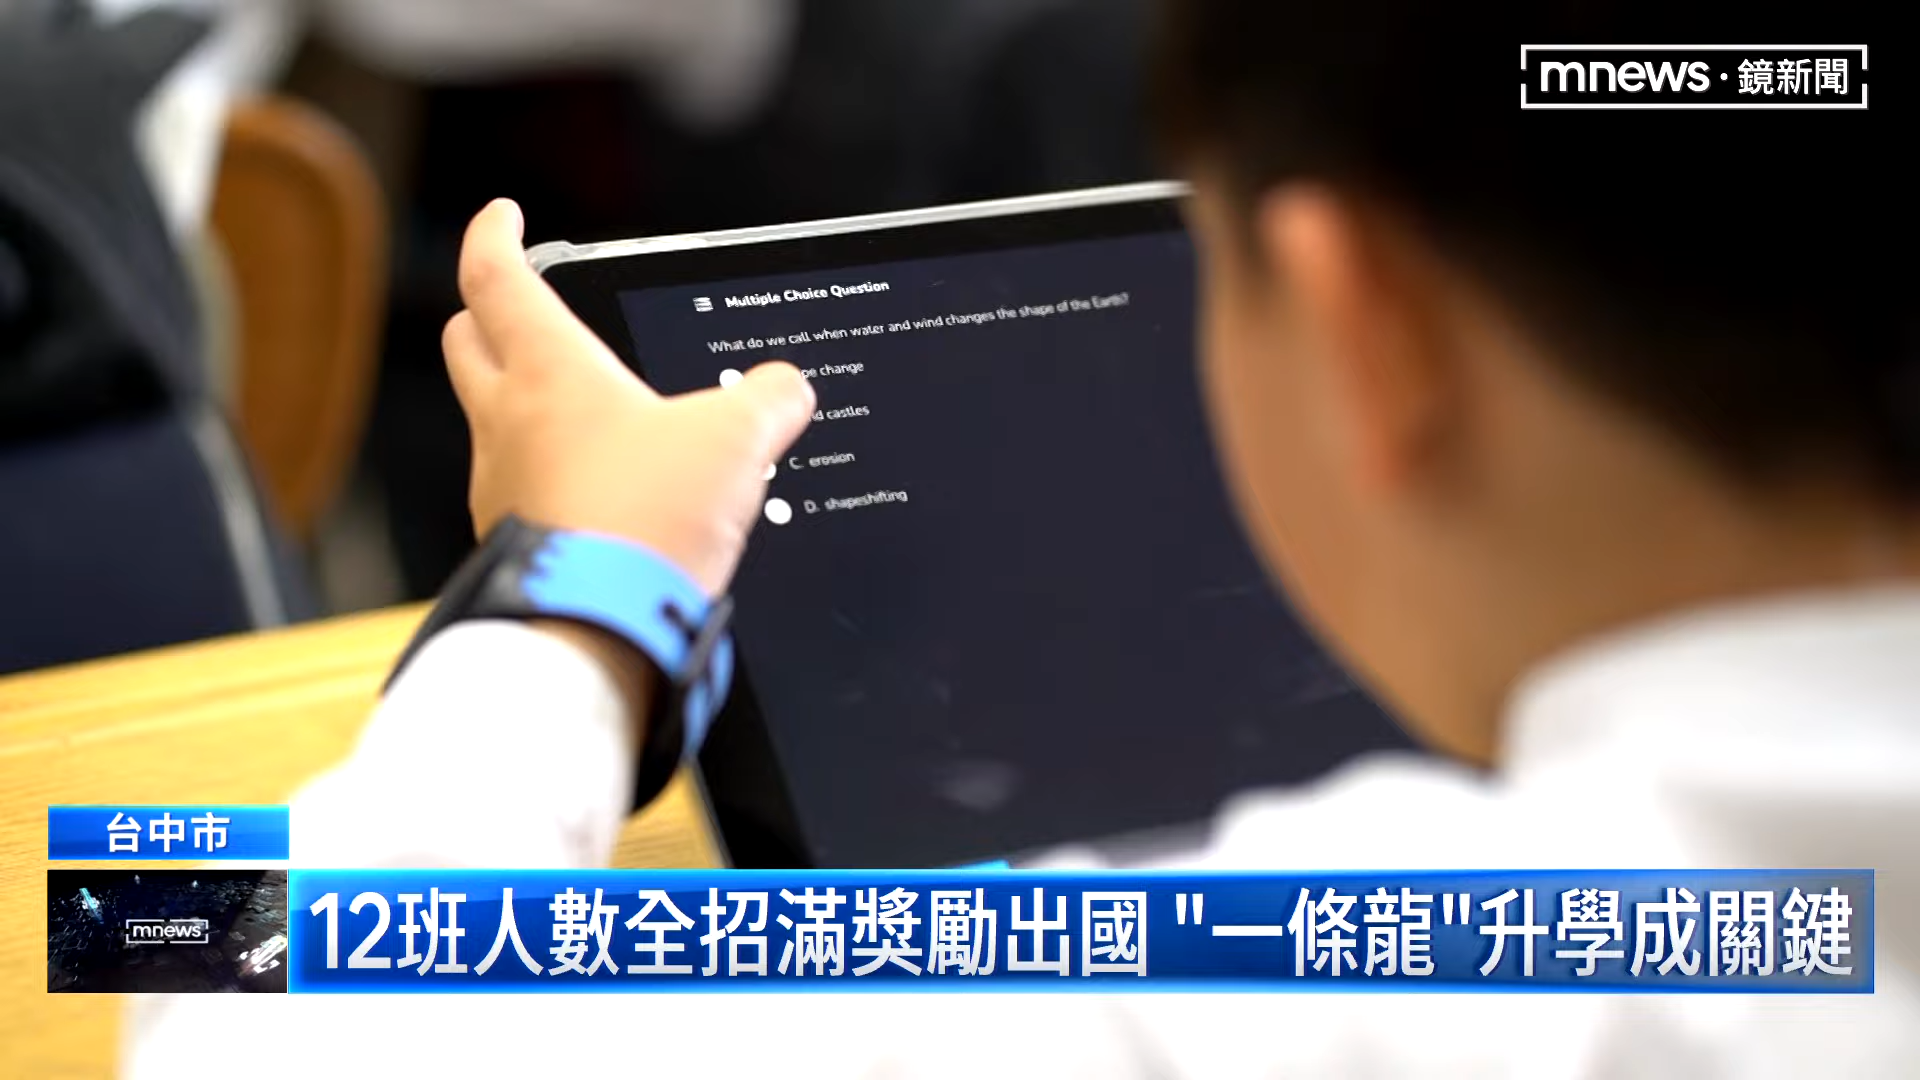 mnews · 鏡新聞
Multiple Choice Question
What do we call when water and wind changes the shape of the Earth?
change
castles
C. erosion
D. shapeshifting
台中市
mnews
12班人數全招滿獎勵出國 "一條龍"升學成關鍵